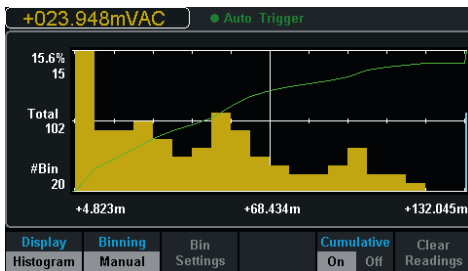 +023.948mVAC Auto Trigger
15.6%
15
Total
102
#Bin
20
+4.823m +68.434m +132.045m
Display Binning Bin Settings Cumulative Clear Readings
Histogram Manual On Off